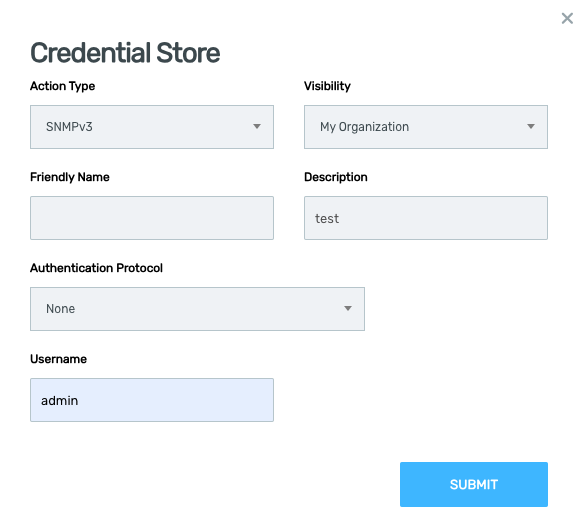 Credential Store
Action Type
Visibility
SNMPv3
My Organization
Friendly Name
Description
test
Authentication Protocol
None
Username
admin
SUBMIT